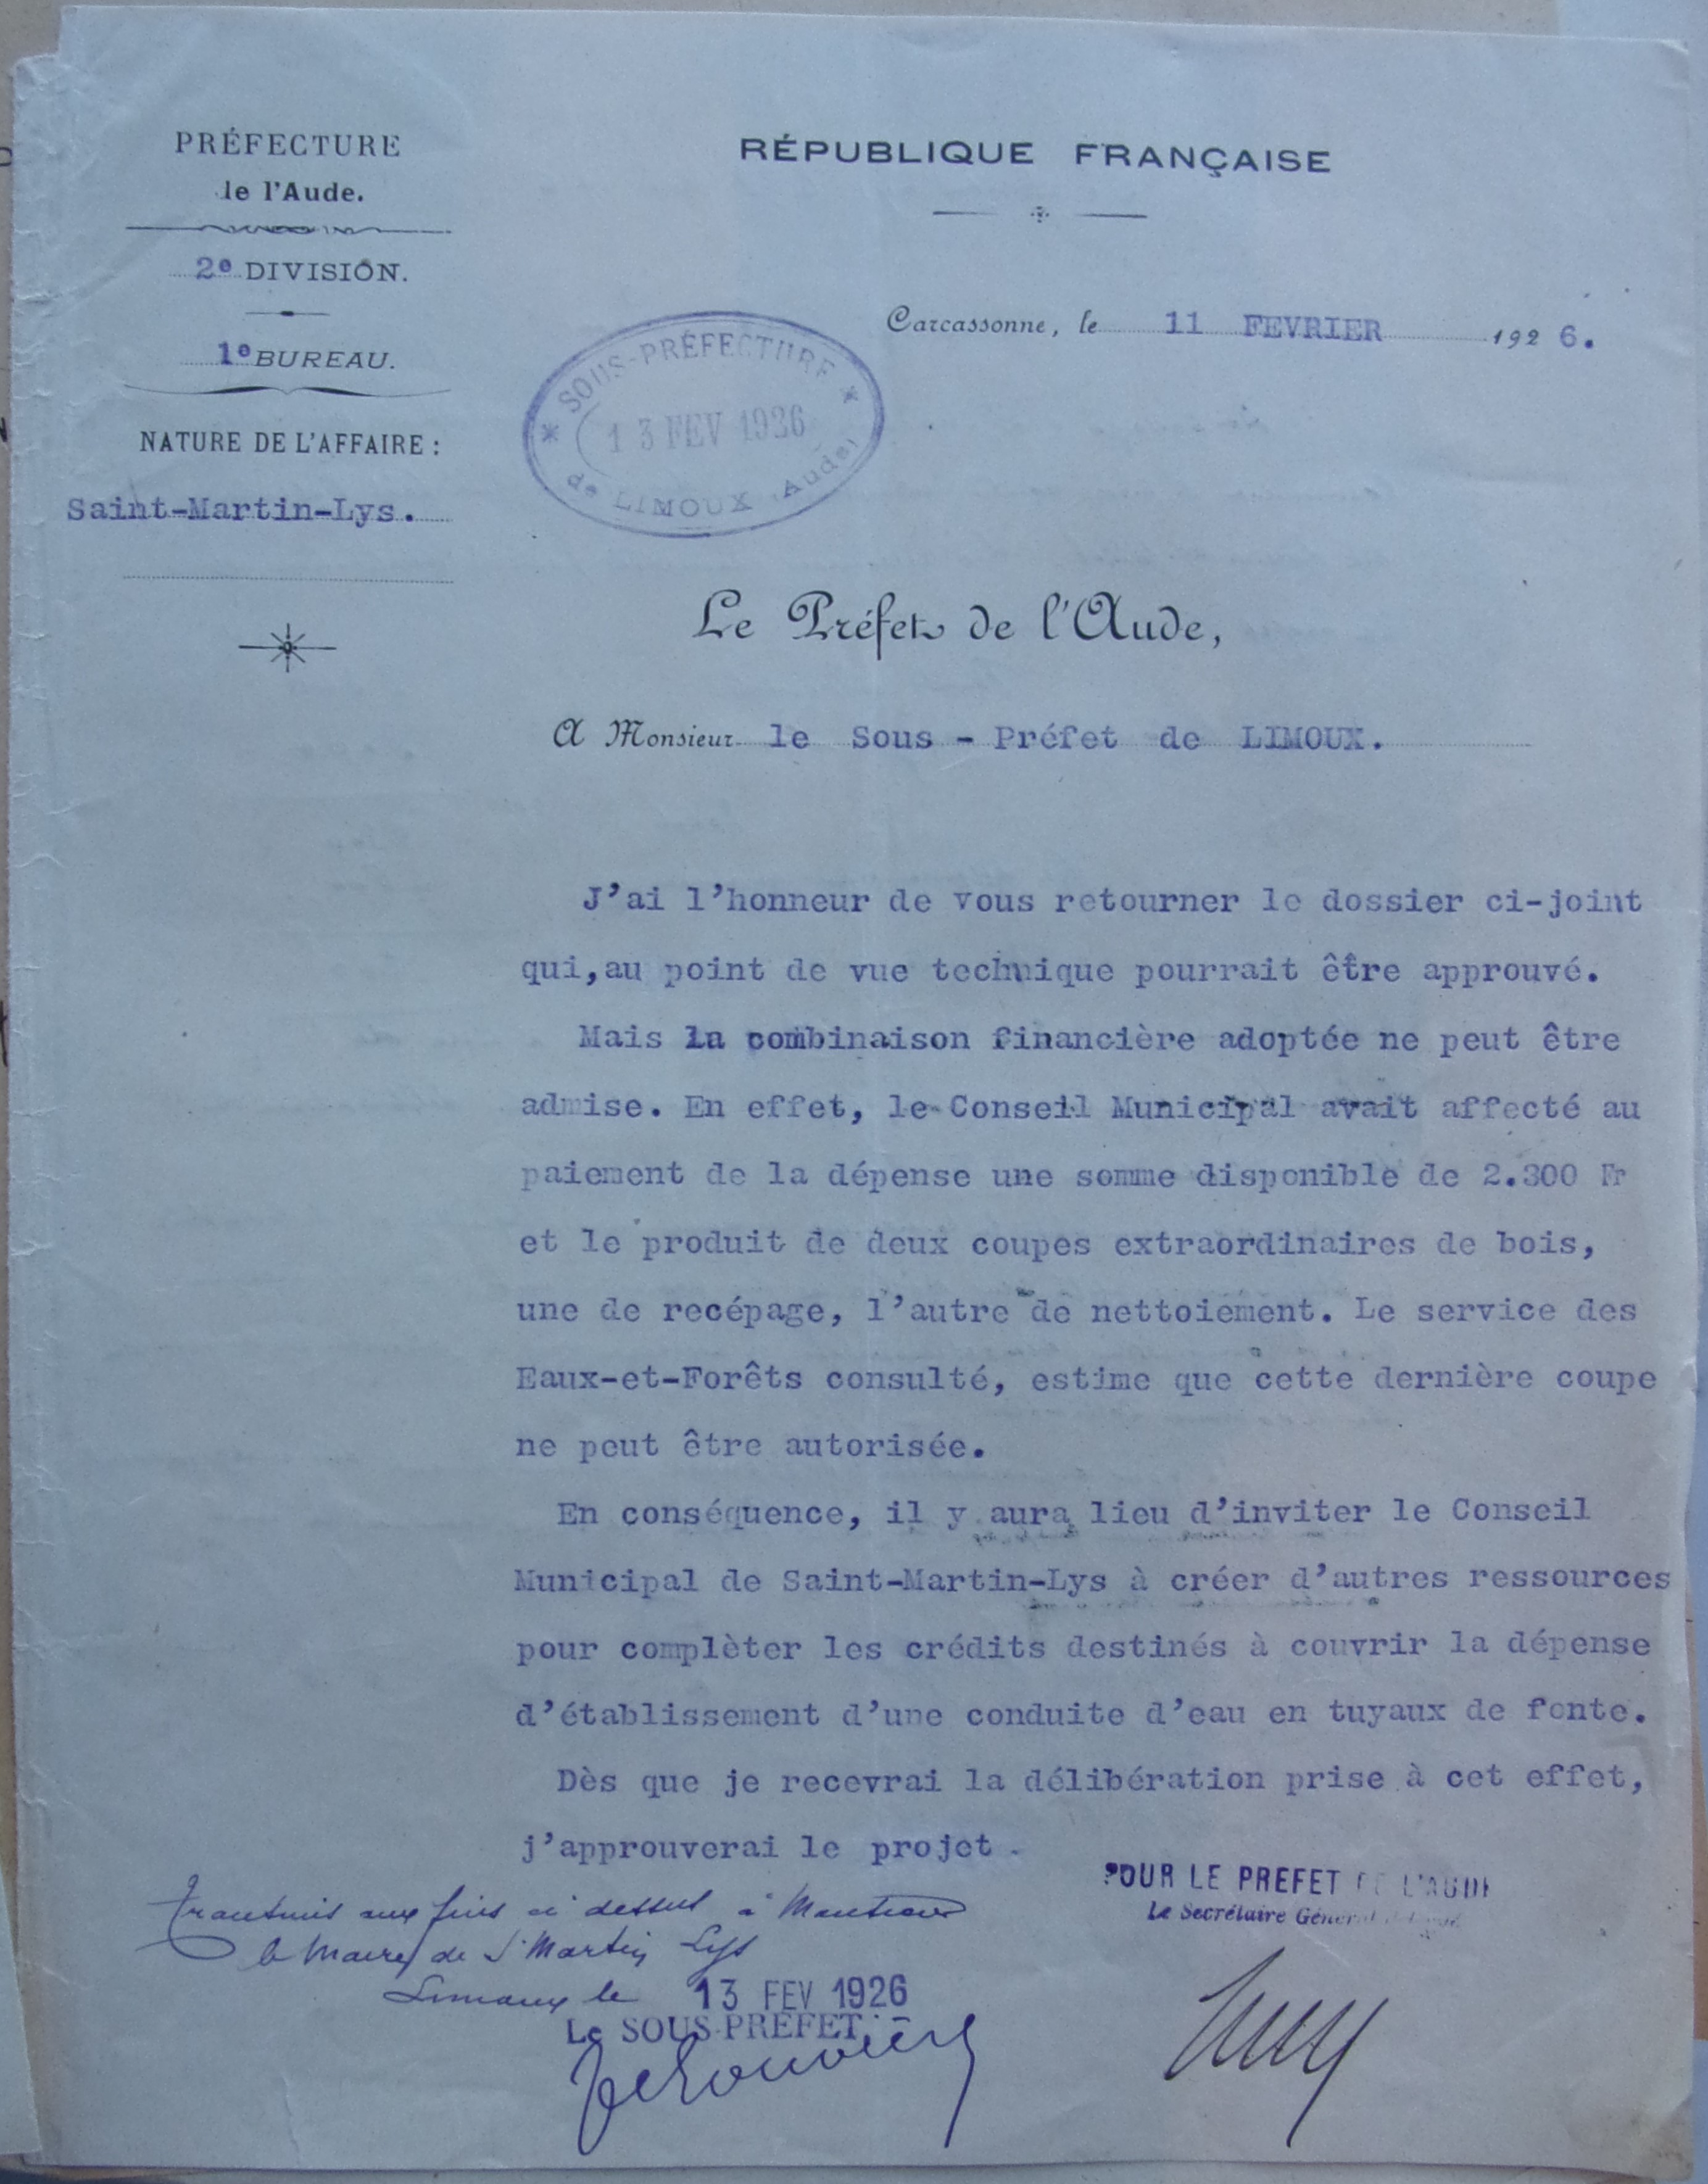 PRÉFECTURE
de l'Aude.
2e DIVISION.
1e BUREAU.
NATURE DE L'AFFAIRE :
Saint-Martin-Lys.
RÉPUBLIQUE FRANÇAISE
Carcassonne, le 11 FEVRIER 1926.
* SOUS-PRÉFECTURE *
13 FEV 1926
de LIMOUX (Aude)
Le Préfet de l'Aude,
A Monsieur le Sous - Préfet de LIMOUX.
J'ai l'honneur de vous retourner le dossier ci-joint
qui,au point de vue technique pourrait être approuvé.
Mais la combinaison financière adoptée ne peut être
admise. En effet, le Conseil Municipal avait affecté au
paiement de la dépense une somme disponible de 2.300 Fr
et le produit de deux coupes extraordinaires de bois,
une de recépage, l'autre de nettoiement. Le service des
Eaux-et-Forêts consulté, estime que cette dernière coupe
ne peut être autorisée.
En conséquence, il y aura lieu d'inviter le Conseil
Municipal de Saint-Martin-Lys à créer d'autres ressources
pour complèter les crédits destinés à couvrir la dépense
d'établissement d'une conduite d'eau en tuyaux de fonte.
Dès que je recevrai la délibération prise à cet effet,
j'approuverai le projet.
POUR LE PREFET DE L'AUDE
Le Secrétaire Général
Transmis aux fins ci dessus à Monsieur
le Maire de St Martin Lys
Limoux le 13 FEV 1926
Le SOUS-PRÉFET: